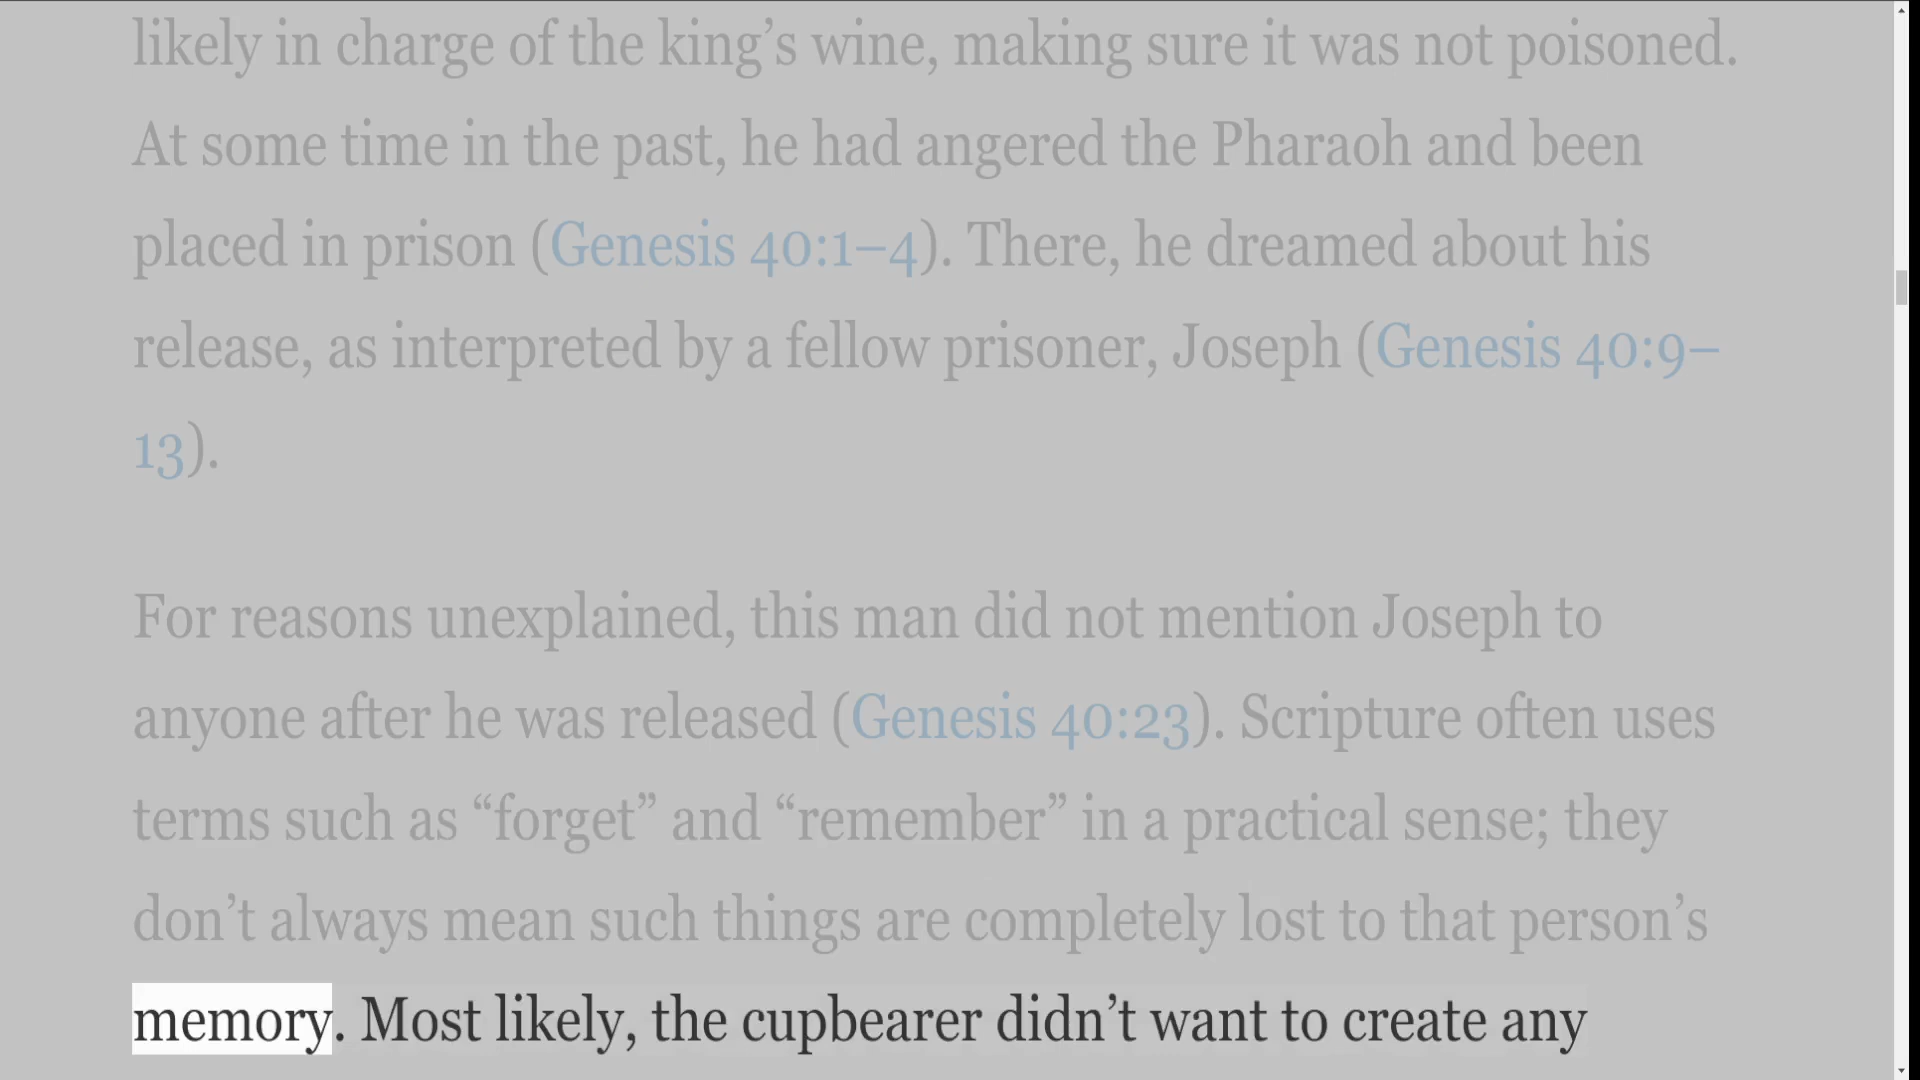 likely in charge of the king’s wine, making sure it was not poisoned.
At some time in the past, he had angered the Pharaoh and been
placed in prison (Genesis 40:1–4). There, he dreamed about his
release, as interpreted by a fellow prisoner, Joseph (Genesis 40:9–
13).
For reasons unexplained, this man did not mention Joseph to
anyone after he was released (Genesis 40:23). Scripture often uses
terms such as “forget” and “remember” in a practical sense; they
don’t always mean such things are completely lost to that person’s
memory. Most likely, the cupbearer didn’t want to create any